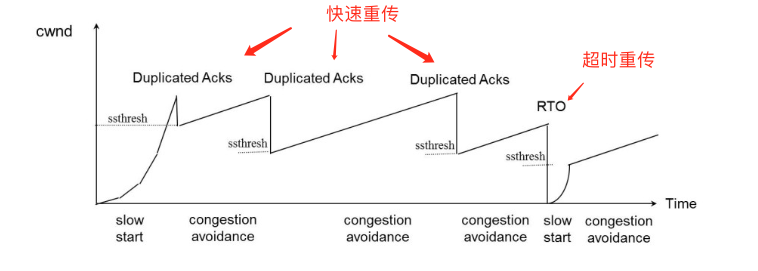 快速重传
cwnd
超时重传
Duplicated Acks
Duplicated Acks
Duplicated Acks
RTO
ssthresh
ssthresh
ssthresh
ssthresh
Time
slow
start
congestion
avoidance
congestion
avoidance
congestion
avoidance
slow
start
congestion
avoidance